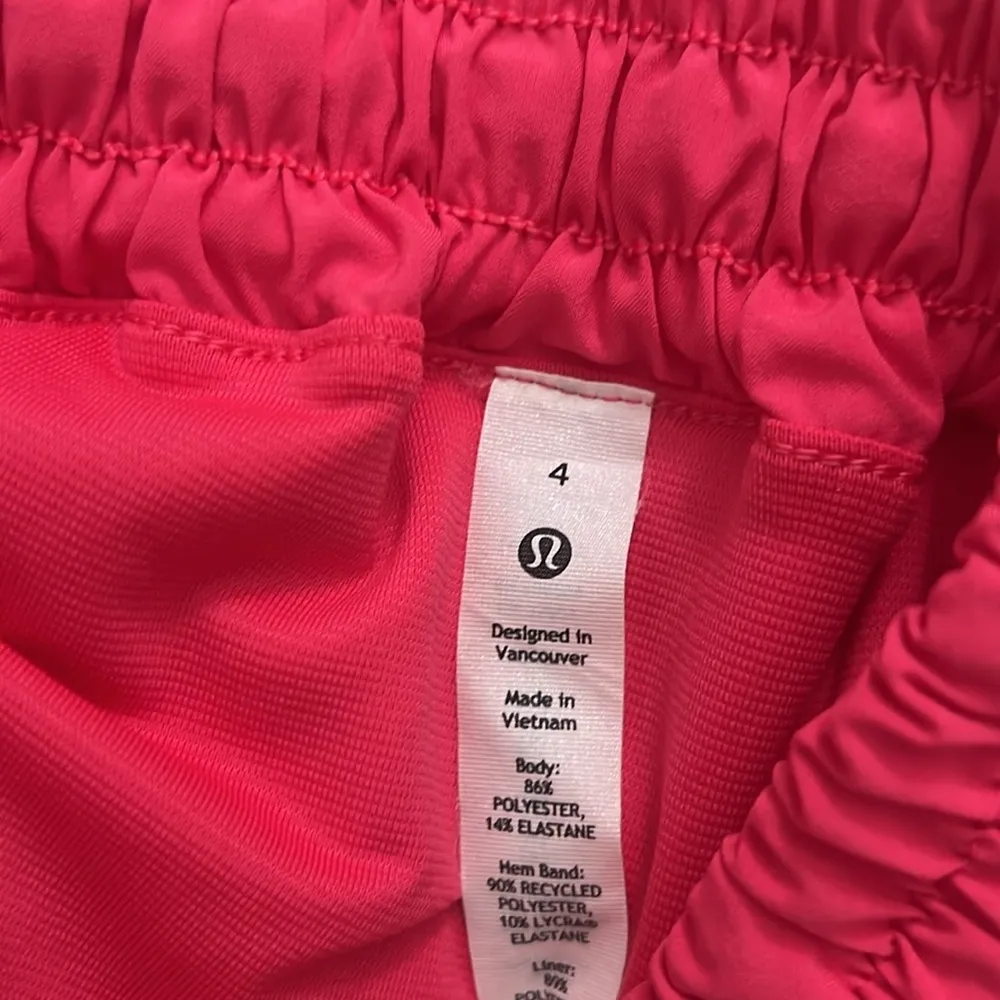 4
Designed in
Vancouver
Made in
Vietnam
Body:
86%
POLYESTER,
14% ELASTANE
Hem Band:
90% RECYCLED
POLYESTER,
10% LYCRA®
ELASTANE
Liner: